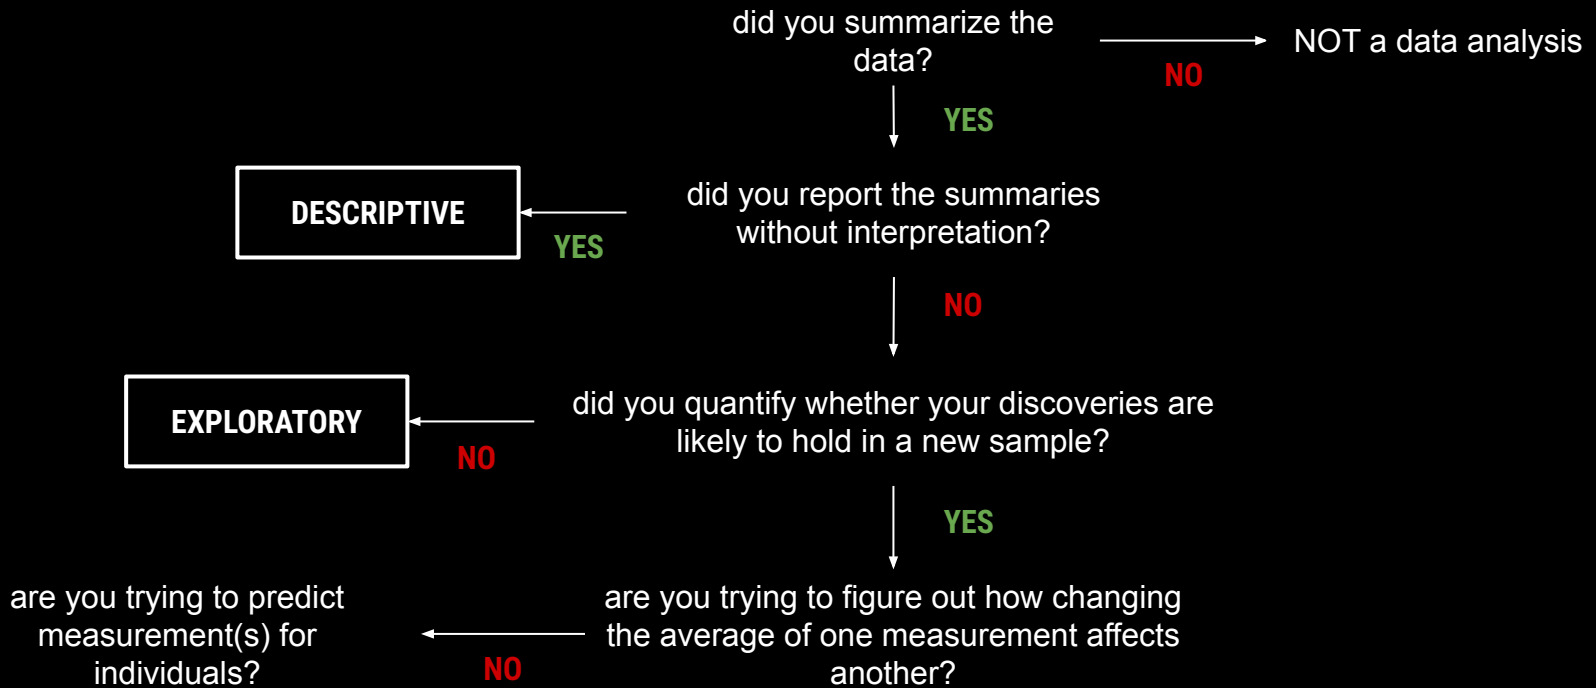 did you summarize the
data?
NOT a data analysis
NO
YES
DESCRIPTIVE
did you report the summaries
without interpretation?
YES
NO
EXPLORATORY
did you quantify whether your discoveries are
likely to hold in a new sample?
NO
YES
are you trying to predict
measurement(s) for
individuals?
are you trying to figure out how changing
the average of one measurement affects
another?
NO